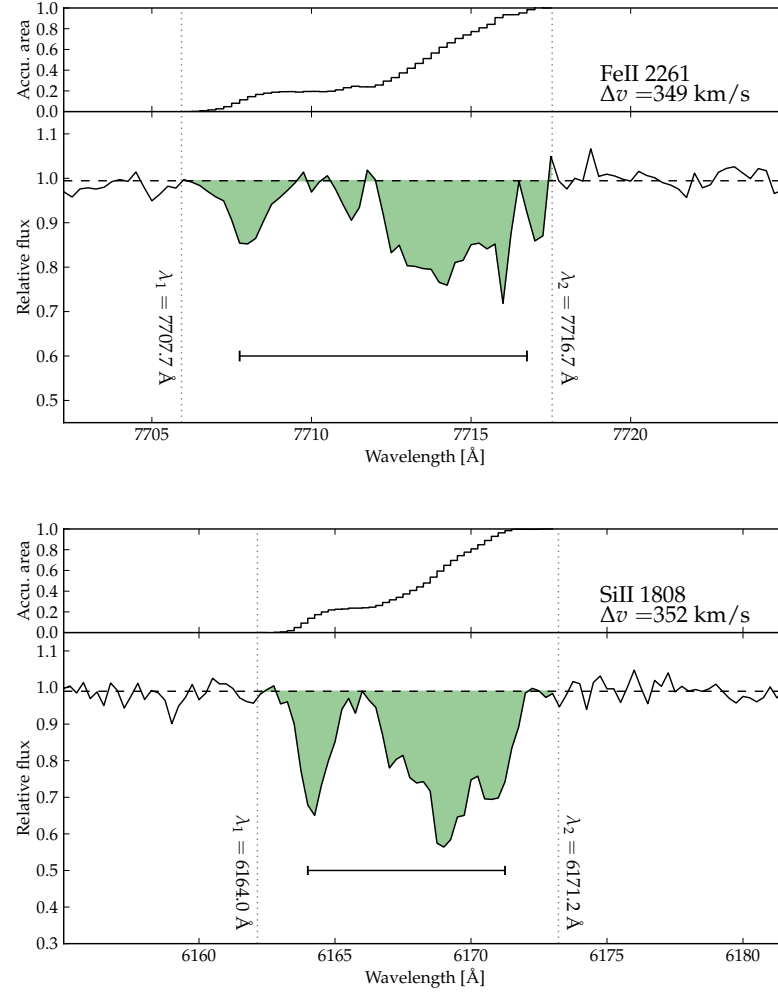 1.0
0.8
0.6
0.4
0.2
0.0
Accu. area
FeII 2261
Δv =349 km/s
1.1
1.0
0.9
0.8
0.7
0.6
0.5
Relative flux
λ₁ = 7707.7 Å
λ₂ = 7716.7 Å
7705
7710
7715
7720
Wavelength [Å]
1.0
0.8
0.6
0.4
0.2
0.0
Accu. area
SiII 1808
Δv =352 km/s
1.1
1.0
0.9
0.8
0.7
0.6
0.5
0.4
0.3
Relative flux
λ₁ = 6164.0 Å
λ₂ = 6171.2 Å
6160
6165
6170
6175
6180
Wavelength [Å]